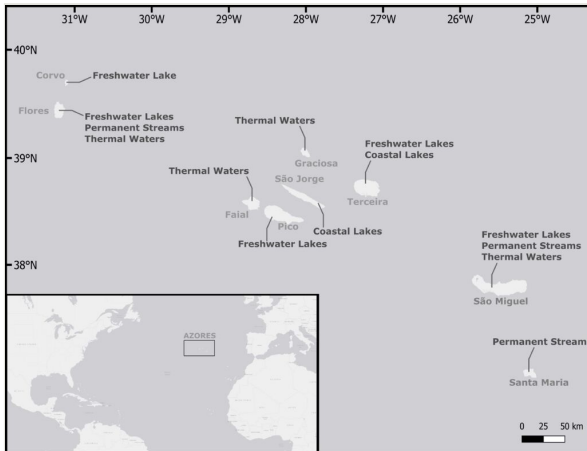 31°W 30°W 29°W 28°W 27°W 26°W 25°W
40°N
Corvo
Freshwater Lake
Flores
Freshwater Lakes
Permanent Streams
Thermal Waters
39°N
Thermal Waters
Graciosa
São Jorge
Freshwater Lakes
Coastal Lakes
Terceira
Thermal Waters
Faial
Pico
Coastal Lakes
Freshwater Lakes
38°N
Freshwater Lakes
Permanent Streams
Thermal Waters
São Miguel
AZORES
Permanent Stream
Santa Maria
0 25 50 km